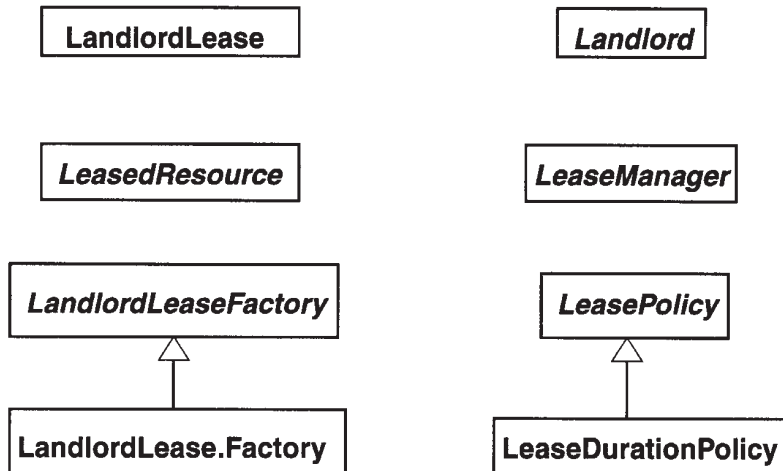 LandlordLease
Landlord
LeasedResource
LeaseManager
LandlordLeaseFactory
LeasePolicy
LandlordLease.Factory
LeaseDurationPolicy